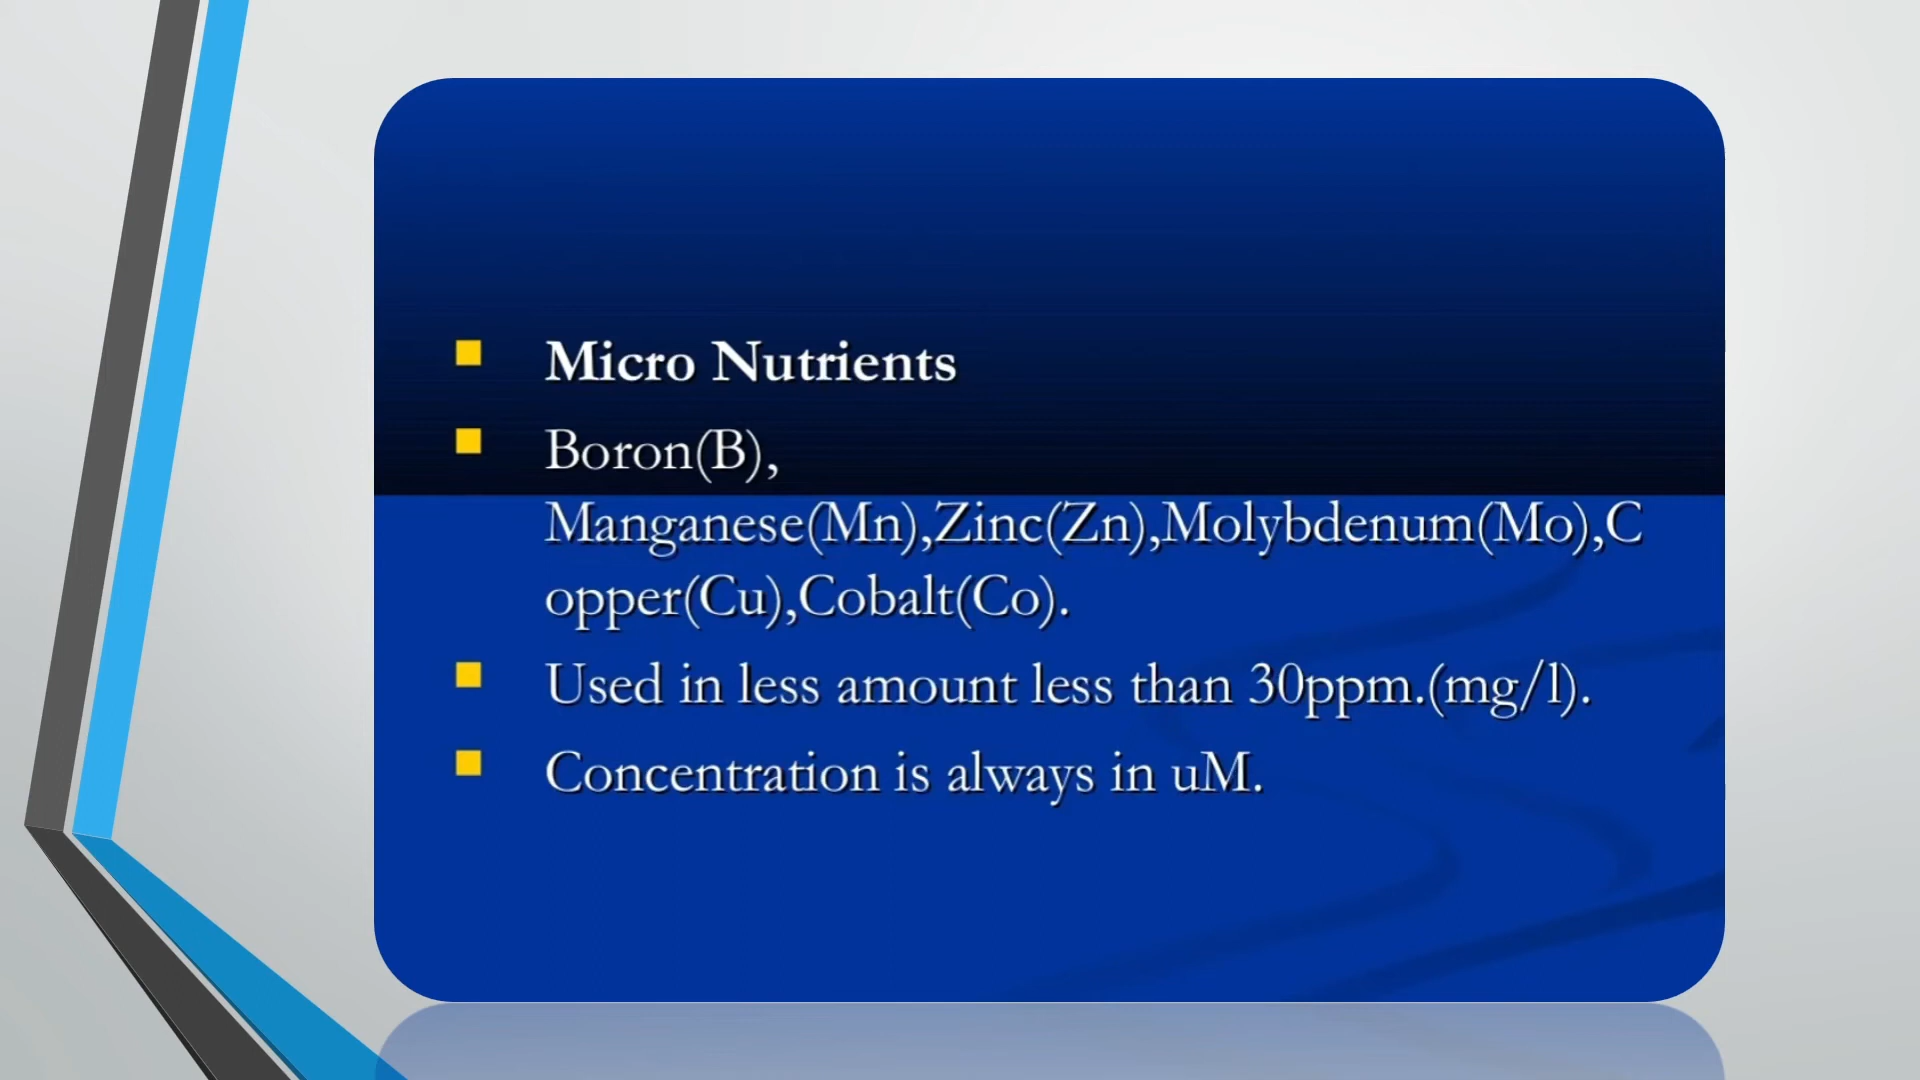 Micro Nutrients
Boron(B),
Manganese(Mn),Zinc(Zn),Molybdenum(Mo),C
opper(Cu),Cobalt(Co).
Used in less amount less than 30ppm.(mg/l).
Concentration is always in uM.